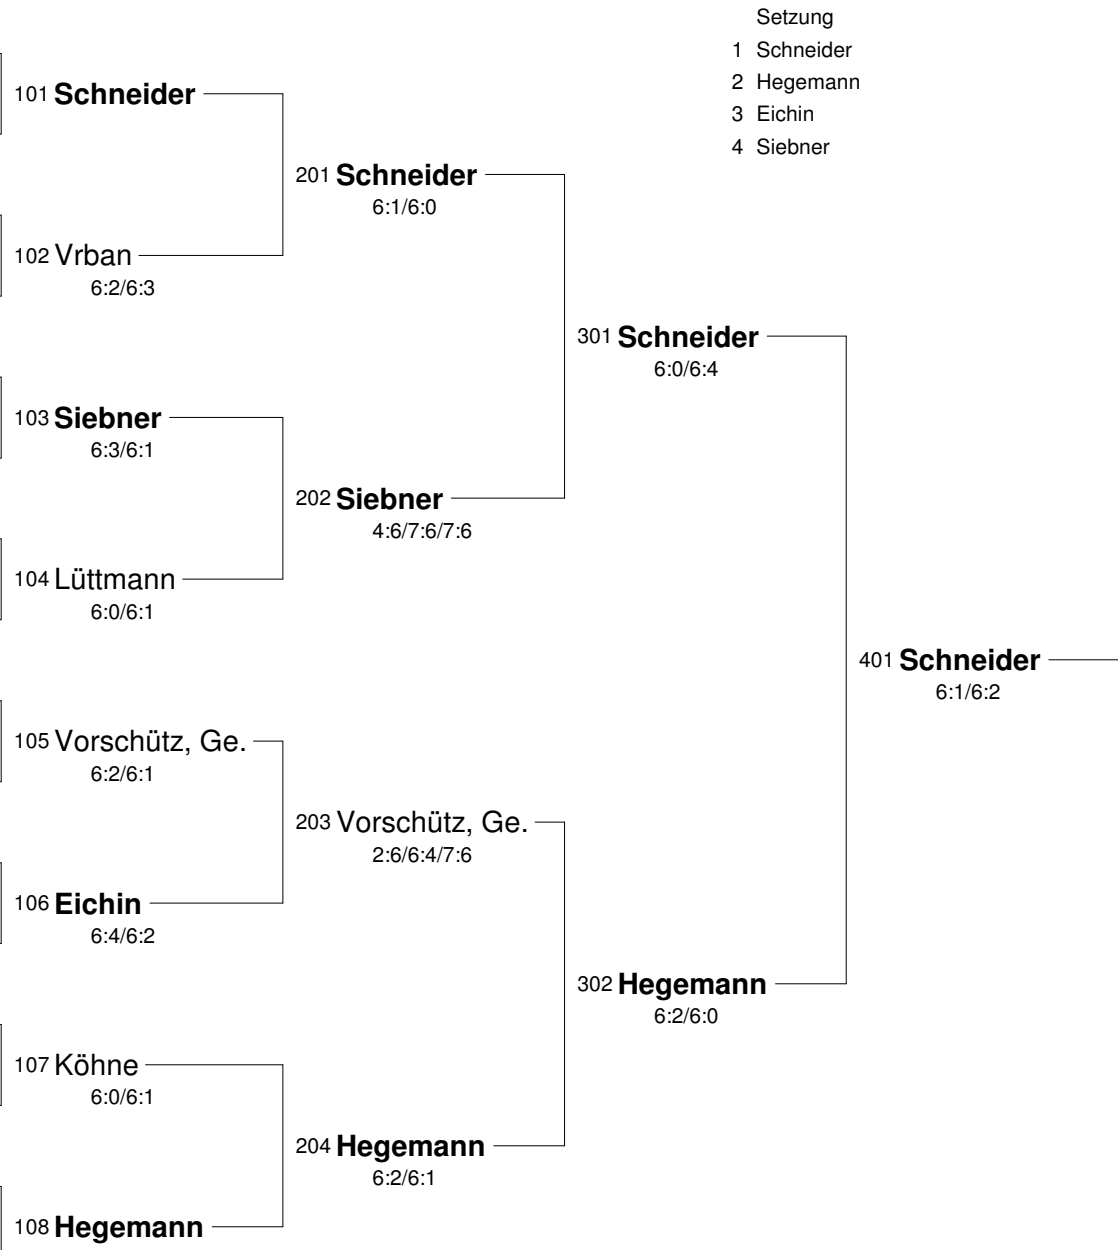 Setzung
1 Schneider
2 Hegemann
3 Eichin
4 Siebner
101 Schneider
201 Schneider
6:1/6:0
102 Vrban
6:2/6:3
301 Schneider
6:0/6:4
103 Siebner
6:3/6:1
202 Siebner
4:6/7:6/7:6
104 Lüttmann
6:0/6:1
401 Schneider
6:1/6:2
105 Vorschütz, Ge.
6:2/6:1
203 Vorschütz, Ge.
2:6/6:4/7:6
106 Eichin
6:4/6:2
302 Hegemann
6:2/6:0
107 Köhne
6:0/6:1
204 Hegemann
6:2/6:1
108 Hegemann